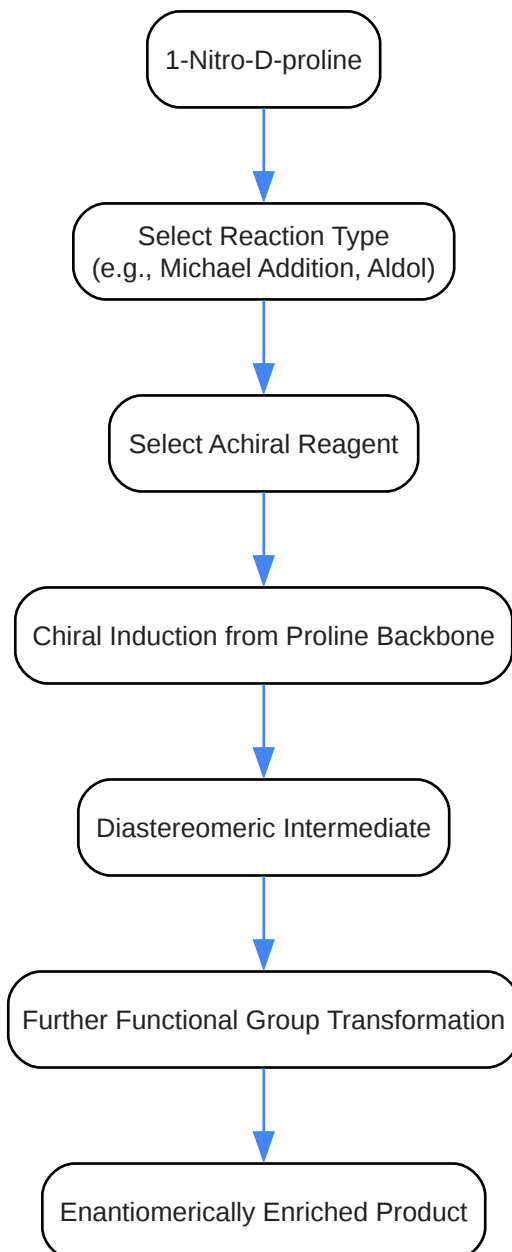 1-Nitro-D-proline
Select Reaction Type
(e.g., Michael Addition, Aldol)
Select Achiral Reagent
Chiral Induction from Proline Backbone
Diastereomeric Intermediate
Further Functional Group Transformation
Enantiomerically Enriched Product